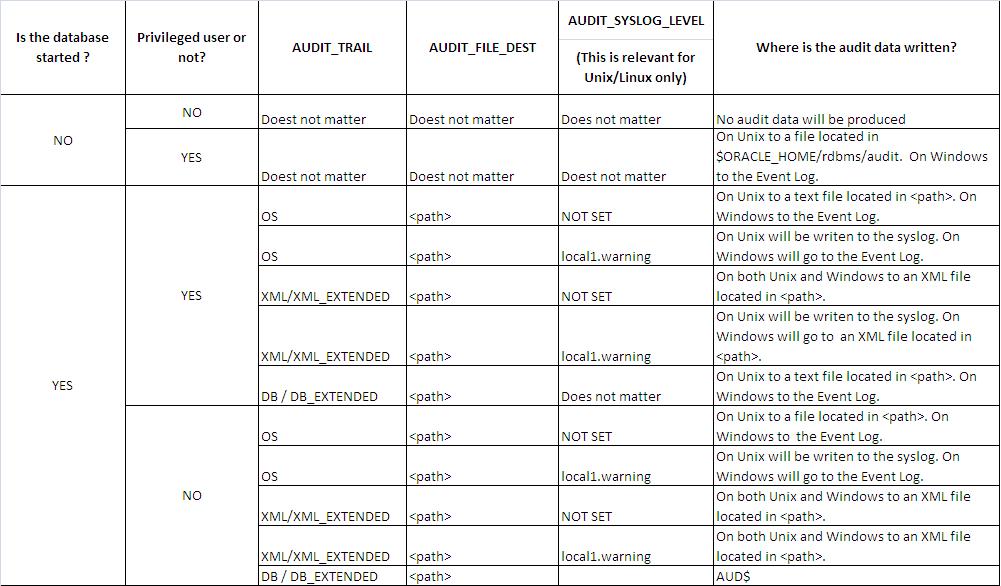 Is the database
started ?
Privileged user or
not?
AUDIT_TRAIL
AUDIT_FILE_DEST
AUDIT_SYSLOG_LEVEL
(This is relevant for
Unix/Linux only)
Where is the audit data written?
NO
NO
Doest not matter
Doest not matter
Does not matter
No audit data will be produced
YES
Doest not matter
Doest not matter
Doest not matter
On Unix to a file located in
$ORACLE_HOME/rdbms/audit. On Windows
to the Event Log.
YES
YES
OS
<path>
NOT SET
On Unix to a text file located in <path>. On
Windows to the Event Log.
OS
<path>
local1.warning
On Unix will be writen to the syslog. On
Windows will go to the Event Log.
XML/XML_EXTENDED
<path>
NOT SET
On both Unix and Windows to an XML file
located in <path>.
XML/XML_EXTENDED
<path>
local1.warning
On Unix will be writen to the syslog. On
Windows will go to an XML file located in
<path>.
DB / DB_EXTENDED
<path>
Does not matter
On Unix to a text file located in <path>. On
Windows to the Event Log.
NO
OS
<path>
NOT SET
On Unix to a file located in <path>. On
Windows to the Event Log.
OS
<path>
local1.warning
On Unix will be writen to the syslog. On
Windows will go to the Event Log.
XML/XML_EXTENDED
<path>
NOT SET
On both Unix and Windows to an XML file
located in <path>.
XML/XML_EXTENDED
<path>
local1.warning
On both Unix and Windows to an XML file
located in <path>.
DB / DB_EXTENDED
<path>
AUD$